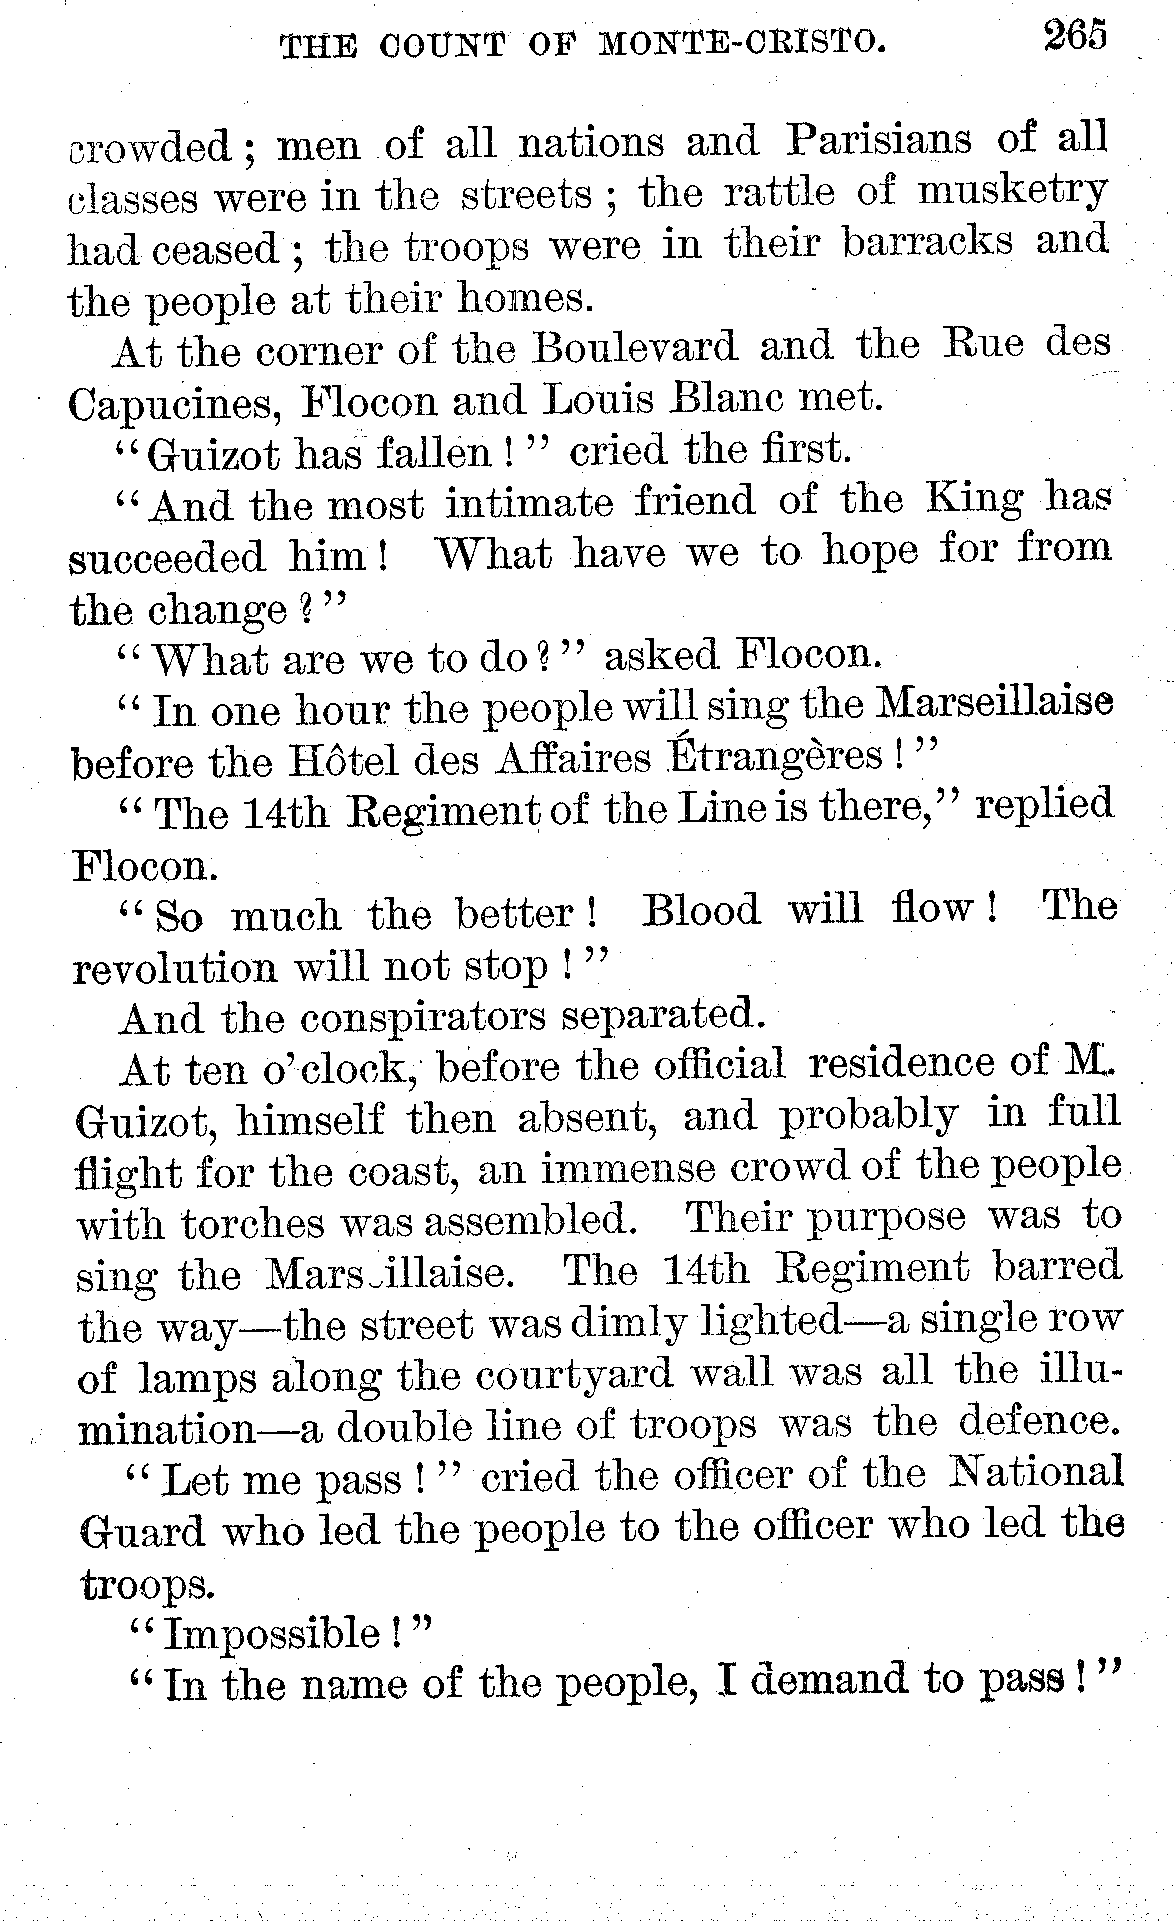 THE COUNT OF MONTE-CRISTO. 265
crowded; men of all nations and Parisians of all
classes were in the streets; the rattle of musketry
had ceased; the troops were in their barracks and
the people at their homes.
At the corner of the Boulevard and the Rue des
Capucines, Flocon and Louis Blanc met.
"Guizot has fallen!" cried the first.
"And the most intimate friend of the King has
succeeded him! What have we to hope for from
the change?"
"What are we to do?" asked Flocon.
"In one hour the people will sing the Marseillaise
before the Hôtel des Affaires Étrangères!"
"The 14th Regiment of the Line is there," replied
Flocon.
"So much the better! Blood will flow! The
revolution will not stop!"
And the conspirators separated.
At ten o'clock, before the official residence of M.
Guizot, himself then absent, and probably in full
flight for the coast, an immense crowd of the people
with torches was assembled. Their purpose was to
sing the Marseillaise. The 14th Regiment barred
the way—the street was dimly lighted—a single row
of lamps along the courtyard wall was all the illu-
mination—a double line of troops was the defence.
"Let me pass!" cried the officer of the National
Guard who led the people to the officer who led the
troops.
"Impossible!"
"In the name of the people, I demand to pass!"